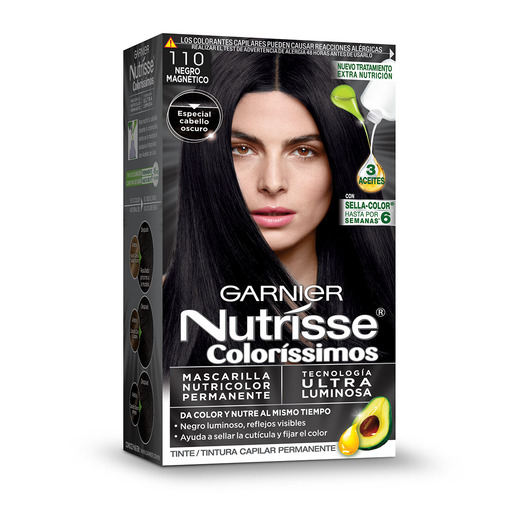 LOS COLORANTES CAPILARES PUEDEN CAUSAR REACCIONES ALÉRGICAS
REALIZAR EL TEST DE ADVERTENCIA DE ALERGIA 48 HORAS ANTES DE USARLO
110
NEGRO
MAGNÉTICO
Especial
cabello
oscuro
NUEVO TRATAMIENTO
EXTRA NUTRICIÓN
3
ACEITES
CON
SELLA-COLOR
HASTA POR
SEMANAS 6
GARNIER
Nutrisse®
Coloríssimos
MASCARILLA
NUTRICOLOR
PERMANENTE
TECNOLOGÍA
ULTRA
LUMINOSA
DA COLOR Y NUTRE AL MISMO TIEMPO
• Negro luminoso, reflejos visibles
• Ayuda a sellar la cutícula y fijar el color
TINTE/TINTURA CAPILAR PERMANENTE
GARNIER
Nutrisse
Coloríssimos